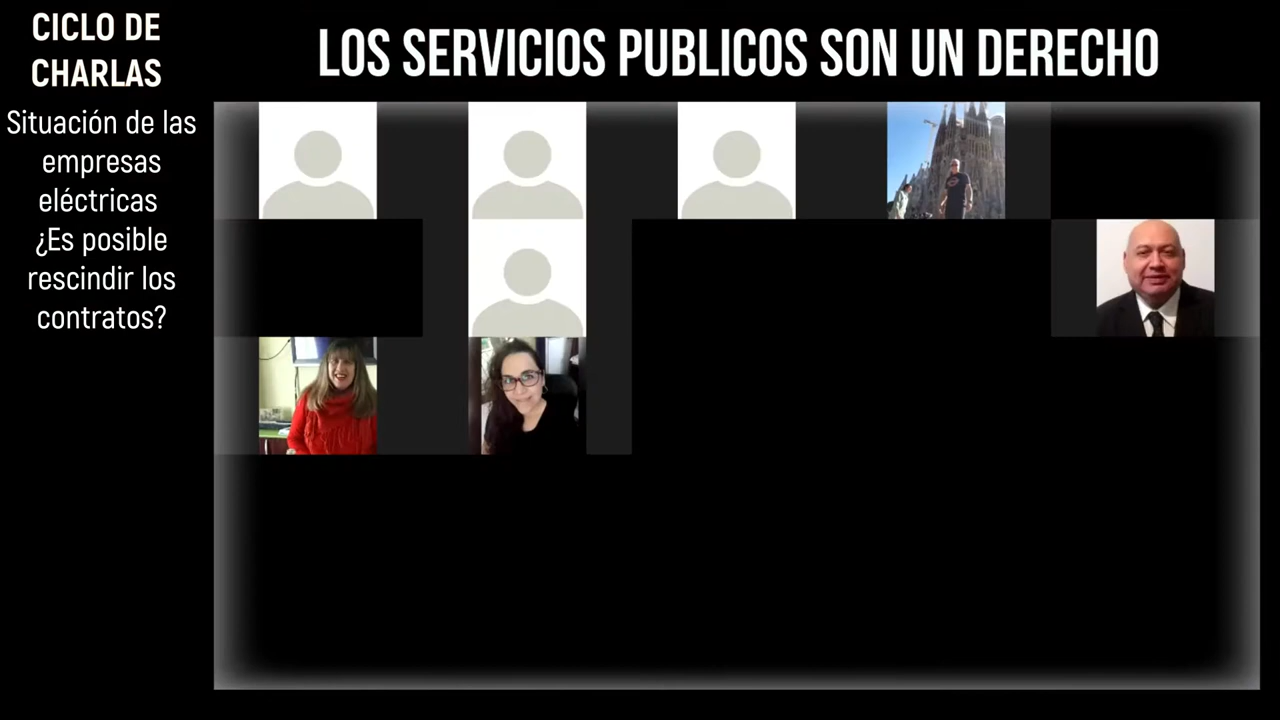 CICLO DE
CHARLAS
Situación de las
empresas
eléctricas
¿Es posible
rescindir los
contratos?
LOS SERVICIOS PUBLICOS SON UN DERECHO